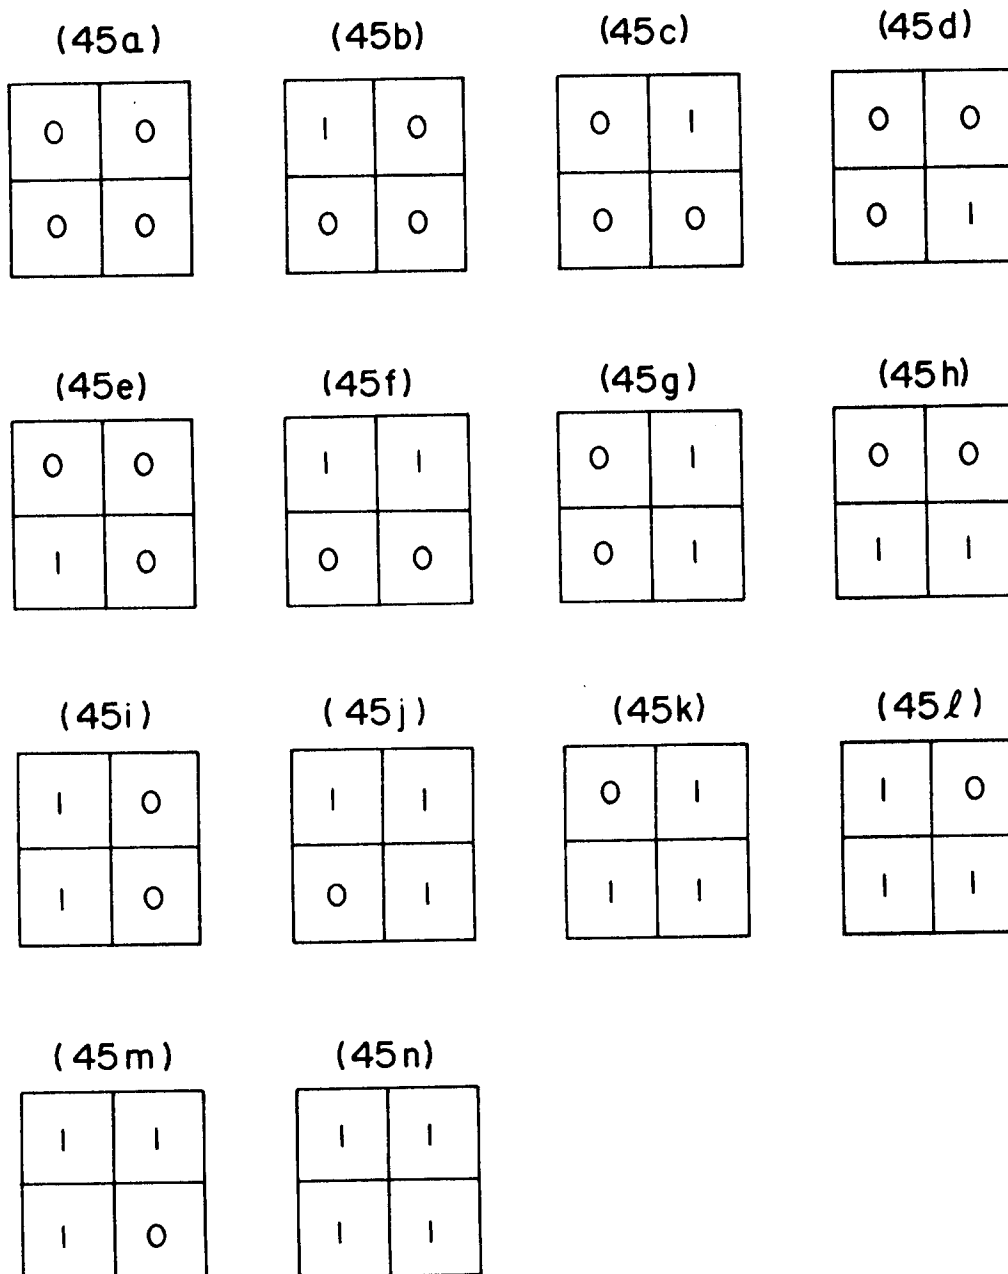 (45a) (45b) (45c) (45d)
0 0 1 0 0 1 0 0
0 0 0 0 0 0 0 1
(45e) (45f) (45g) (45h)
0 0 1 1 0 1 0 0
1 0 0 0 0 1 1 1
(45i) (45j) (45k) (45ℓ)
1 0 1 1 0 1 1 0
1 0 0 1 1 1 1 1
(45m) (45n)
1 1 1 1
1 0 1 1